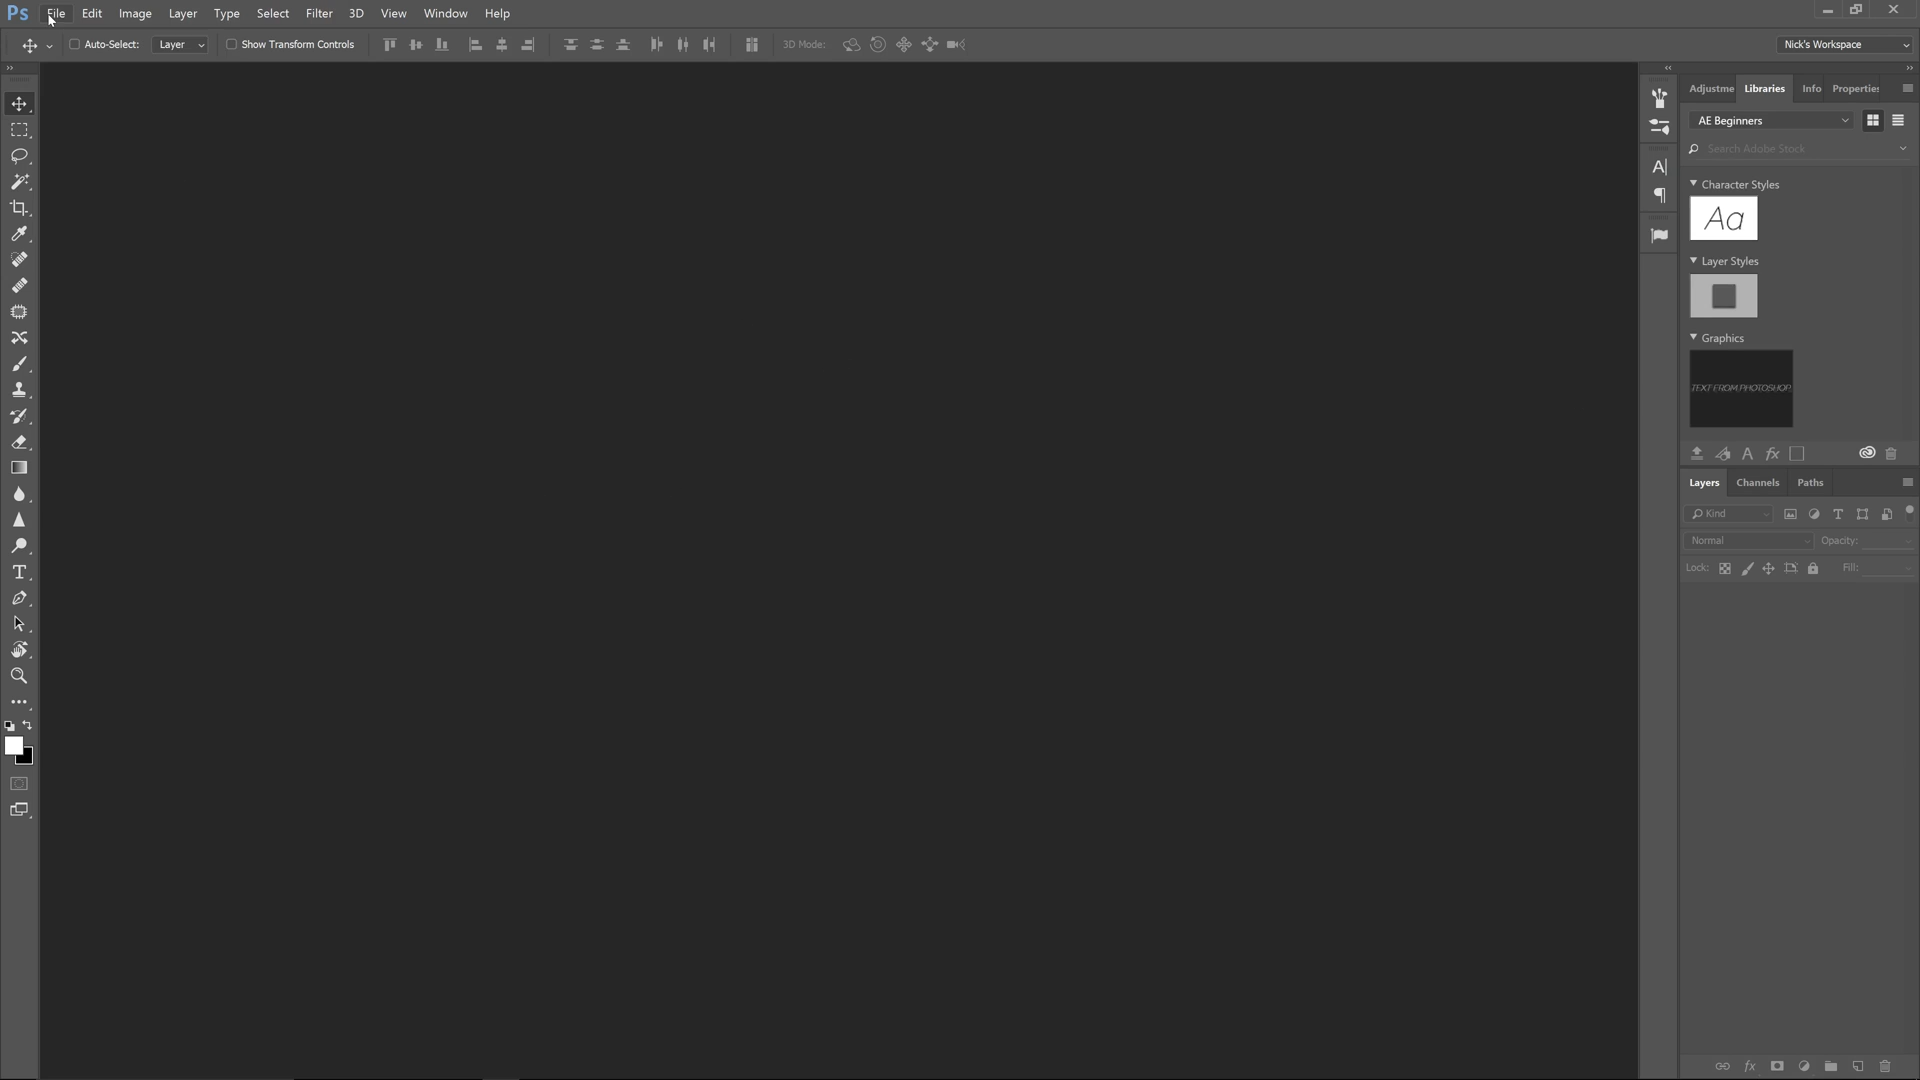 Ps File Edit Image Layer Type Select Filter 3D View Window Help
Auto-Select: Layer Show Transform Controls 3D Mode: Nick's Workspace
Adjustme Libraries Info Properties
AE Beginners
Search Adobe Stock
Character Styles
Aa
Layer Styles
Graphics
TEXT FROM PHOTOSHOP.
Layers Channels Paths
Kind
Normal Opacity:
Lock: Fill: